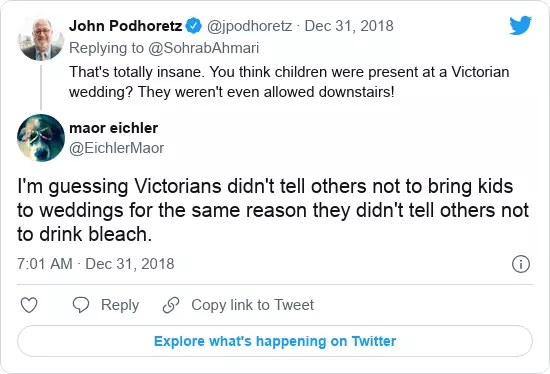 John Podhoretz @jpodhoretz · Dec 31, 2018
Replying to @SohrabAhmari
That's totally insane. You think children were present at a Victorian
wedding? They weren't even allowed downstairs!
maor eichler
@EichlerMaor
I'm guessing Victorians didn't tell others not to bring kids
to weddings for the same reason they didn't tell others not
to drink bleach.
7:01 AM · Dec 31, 2018
Reply Copy link to Tweet
Explore what's happening on Twitter